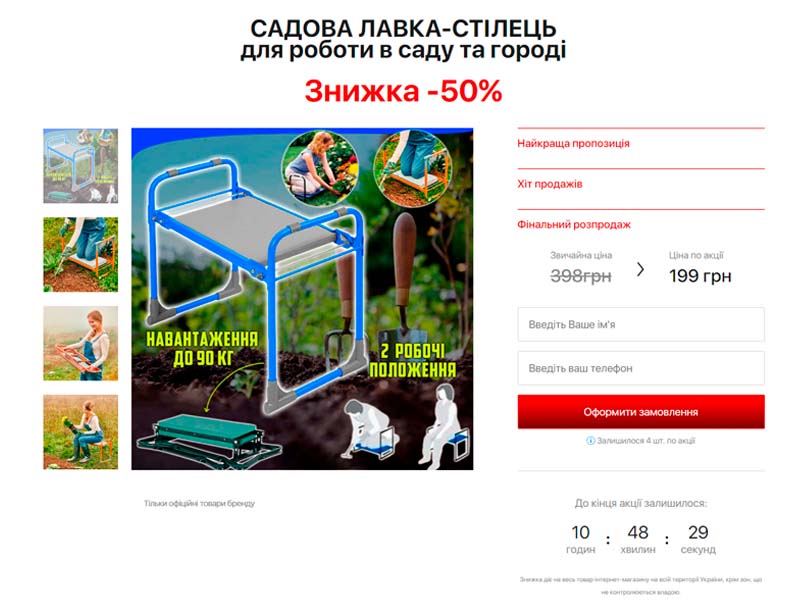 САДОВА ЛАВКА-СТІЛЕЦЬ
для роботи в саду та городі
Знижка -50%
НАВАНТАЖЕННЯ
ДО 90 КГ
2 РОБОЧІ
ПОЛОЖЕННЯ
Тільки офіційні товари бренду
Найкраща пропозиція
Хіт продажів
Фінальний розпродаж
Звичайна ціна
398грн
Ціна по акції
199 грн
Введіть Ваше ім'я
Введіть ваш телефон
Оформити замовлення
Залишилося 4 шт. по акції
До кінця акції залишилося:
10 : 48 : 29
годин хвилин секунд
Знижка діє на весь товар інтернет-магазину на всій території України, крім зон, що
не контролюються владою.